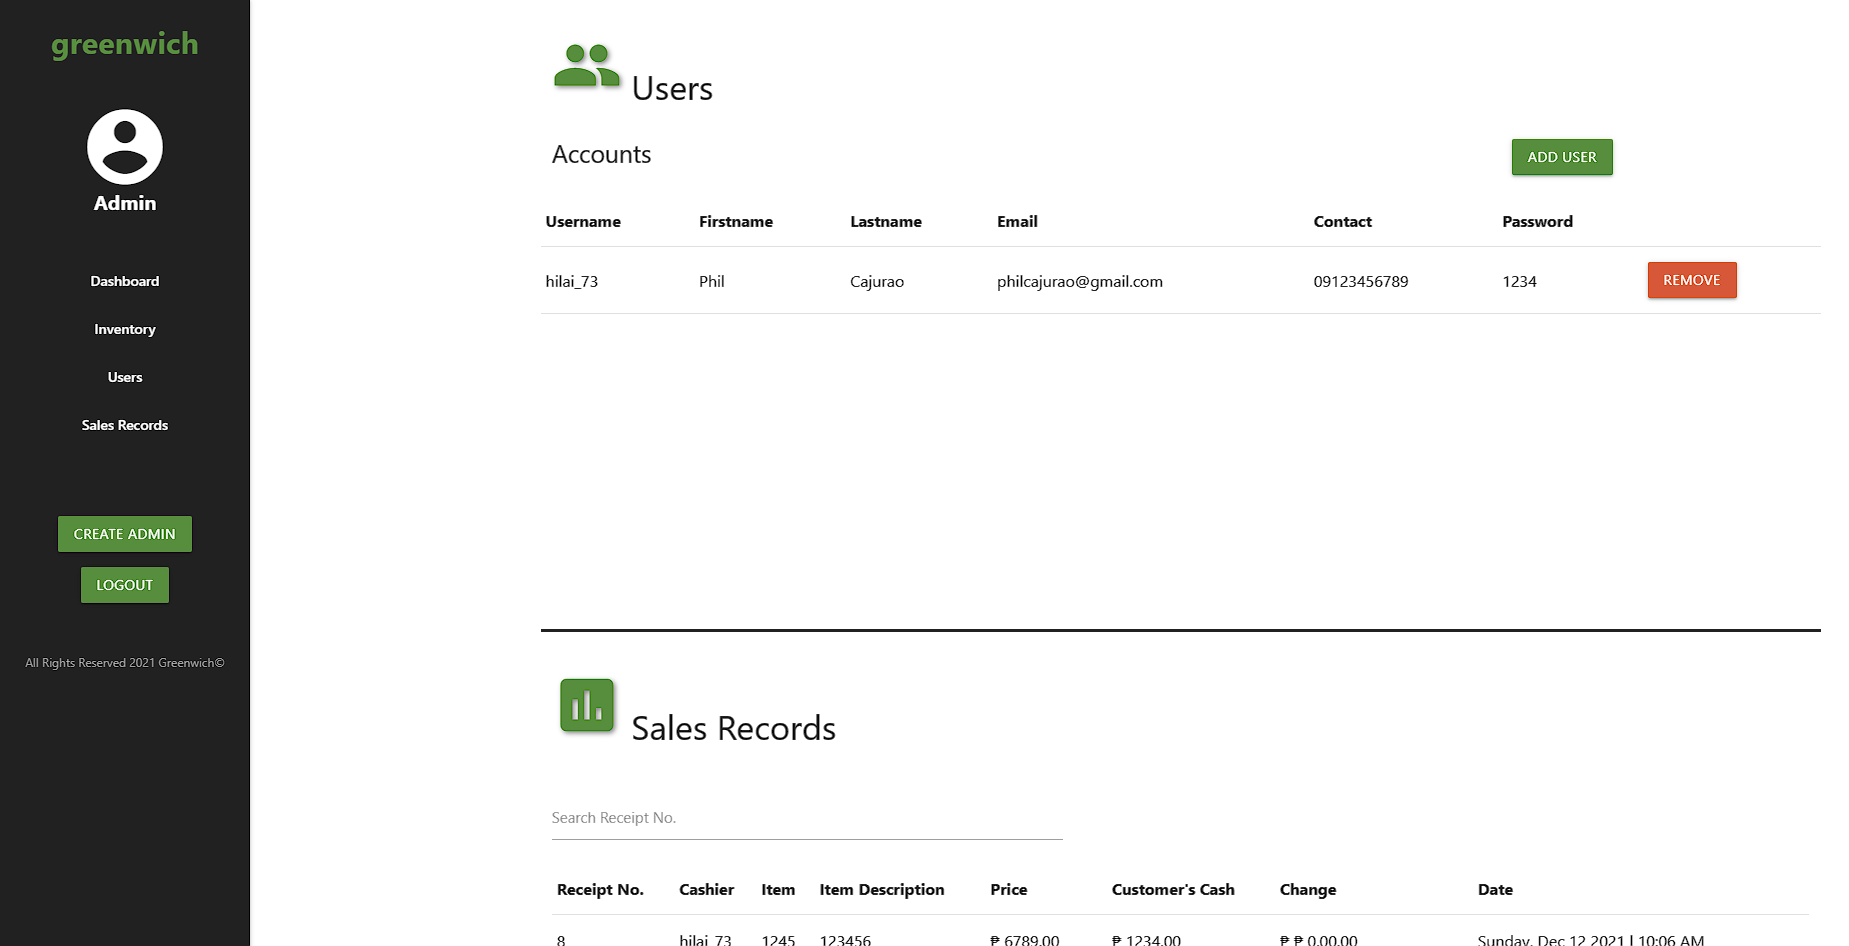 greenwich
Admin
Dashboard
Inventory
Users
Sales Records
CREATE ADMIN
LOGOUT
All Rights Reserved 2021 Greenwich©
Users
Accounts
ADD USER
Username Firstname Lastname Email Contact Password
hilai_73 Phil Cajurao philcajurao@gmail.com 09123456789 1234 REMOVE
Sales Records
Search Receipt No.
Receipt No. Cashier Item Item Description Price Customer's Cash Change Date
8 hilai_73 1245 123456 ₱ 6789.00 ₱ 1234.00 ₱ ₱ 0.00.00 Sunday, Dec 12 2021 | 10:06 AM